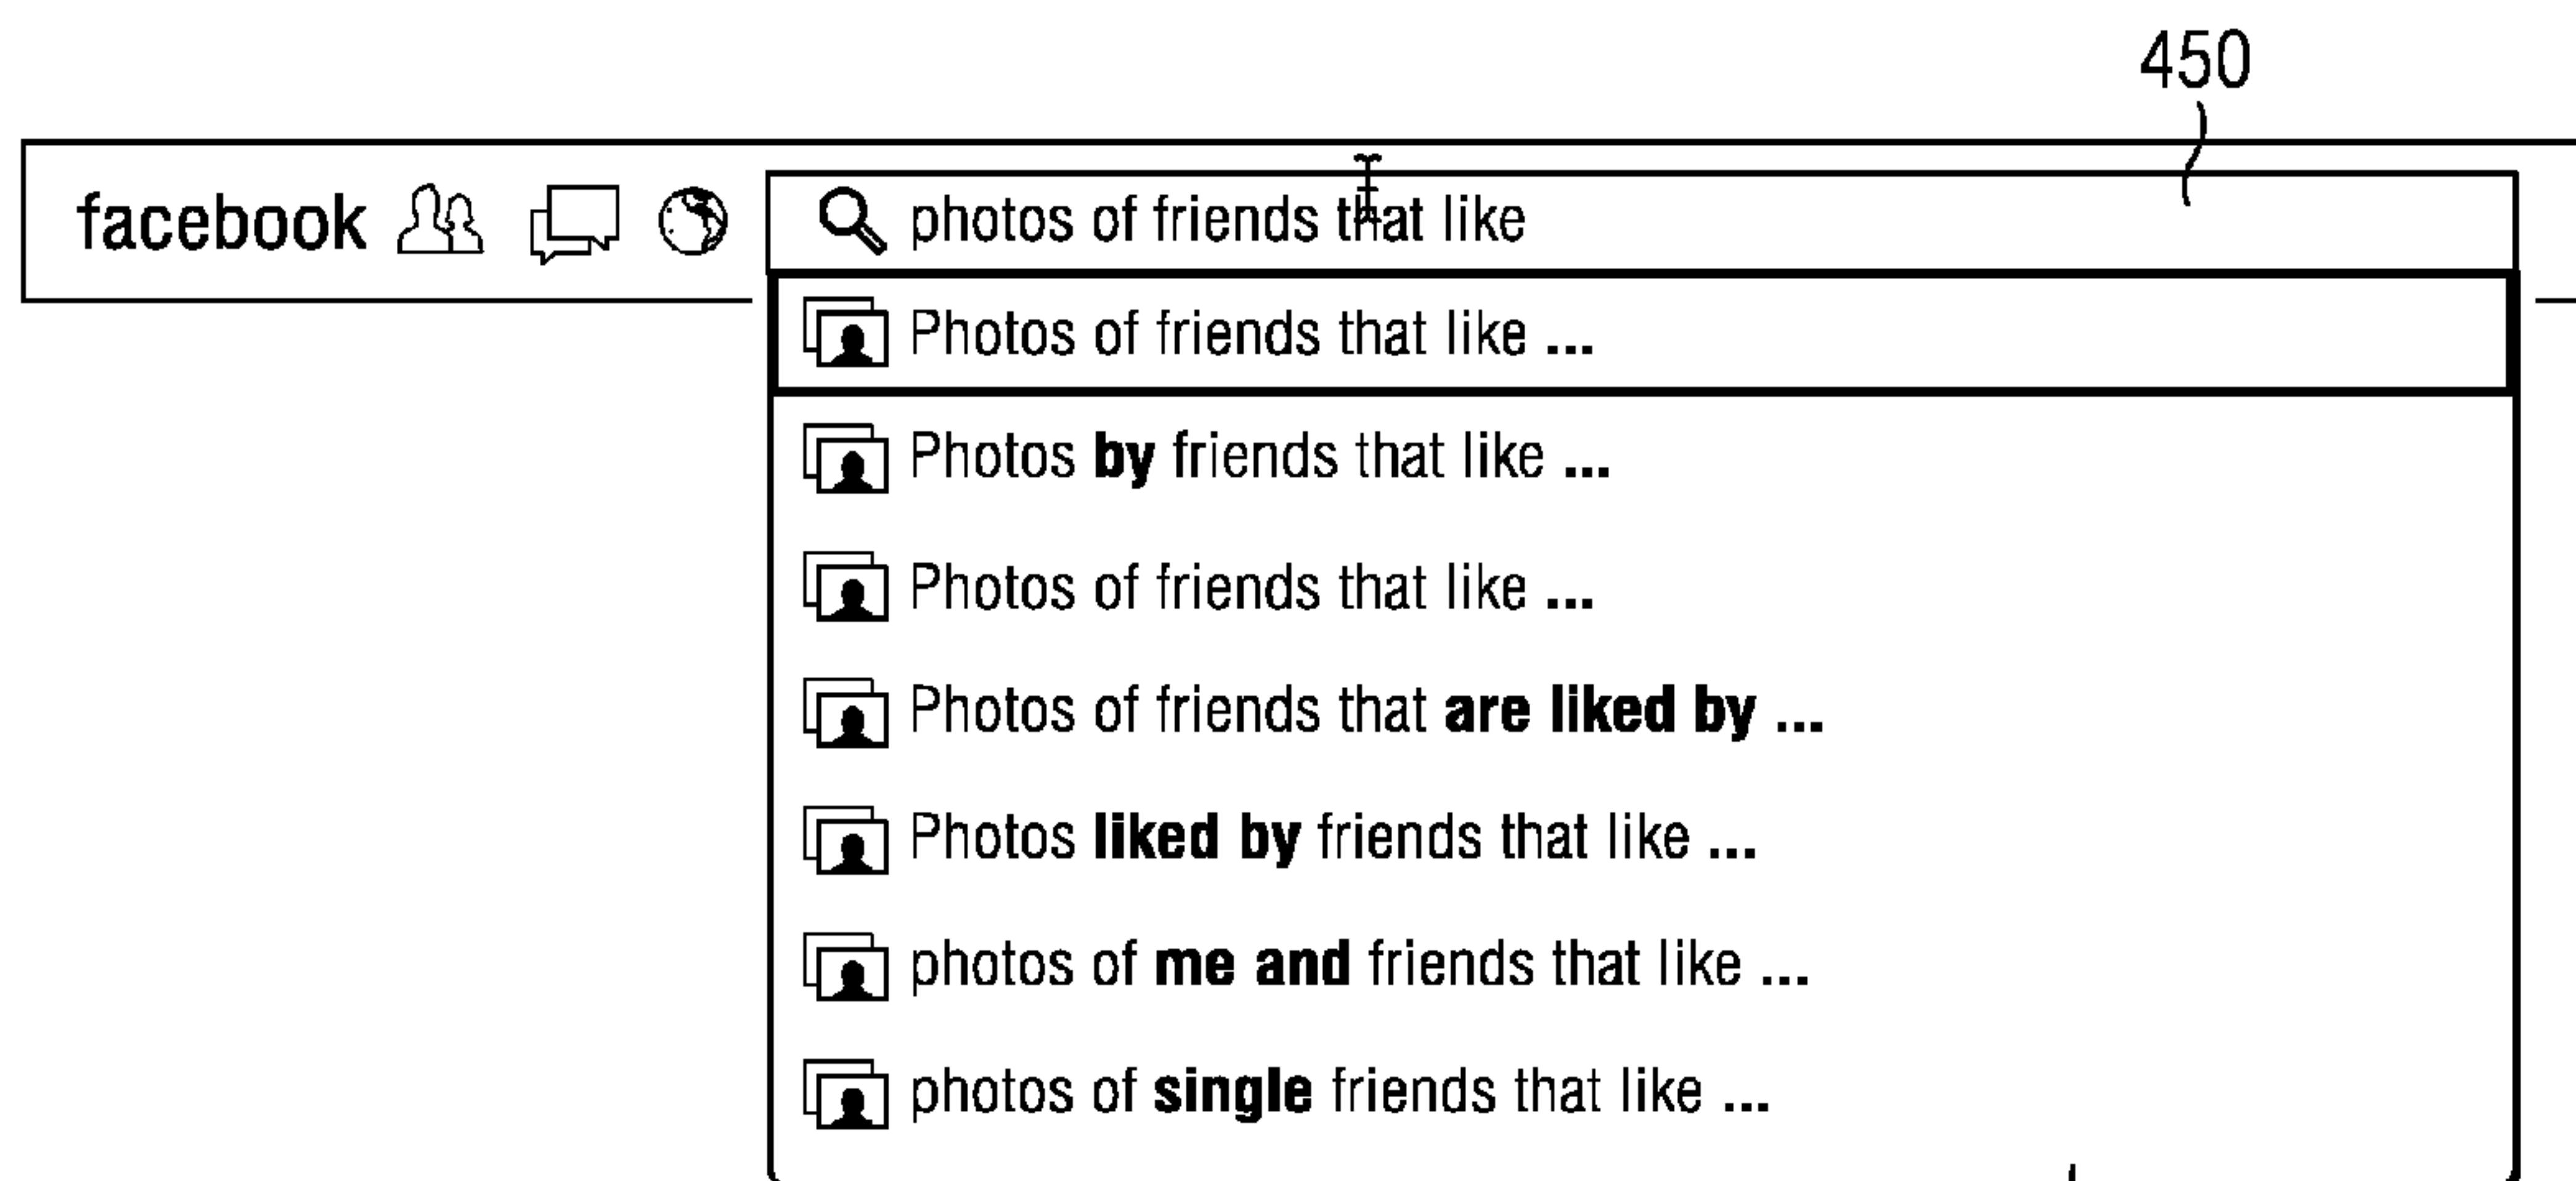 450
facebook photos of friends that like
Photos of friends that like ...
Photos by friends that like ...
Photos of friends that like ...
Photos of friends that are liked by ...
Photos liked by friends that like ...
photos of me and friends that like ...
photos of single friends that like ...